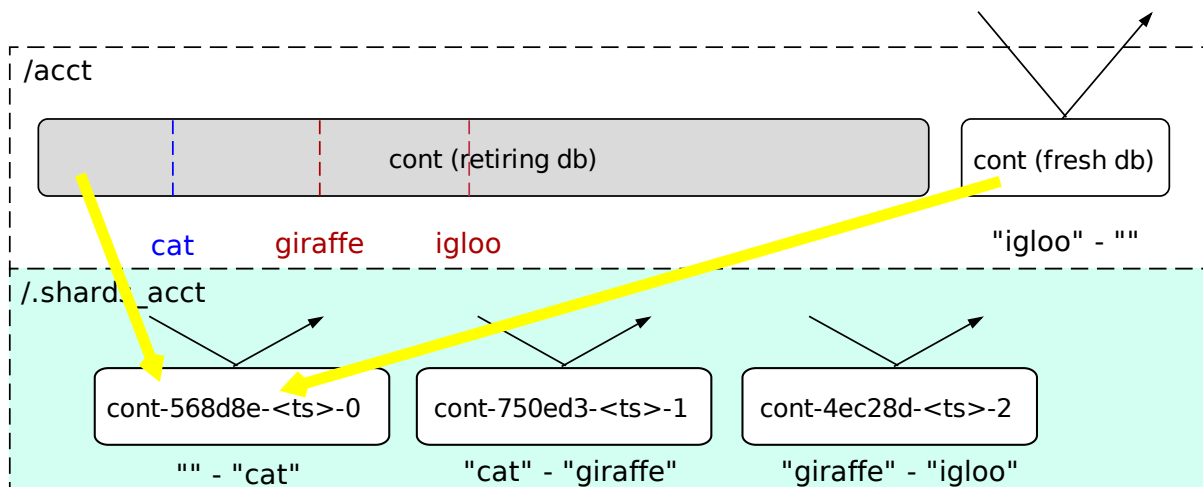 /acct
cont (retiring db)
cont (fresh db)
cat
giraffe
igloo
"igloo" - ""
/.shards_acct
cont-568d8e-<ts>-0
cont-750ed3-<ts>-1
cont-4ec28d-<ts>-2
"" - "cat"
"cat" - "giraffe"
"giraffe" - "igloo"